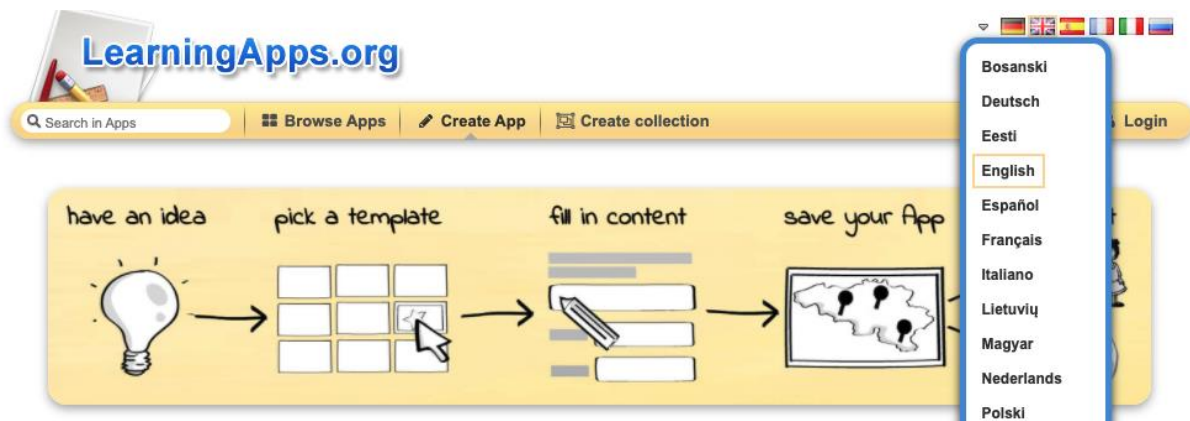 LearningApps.org
Search in Apps
Browse Apps
Create App
Create collection
Login
have an idea
pick a template
fill in content
save your App
Bosanski
Deutsch
Eesti
English
Español
Français
Italiano
Lietuvių
Magyar
Nederlands
Polski